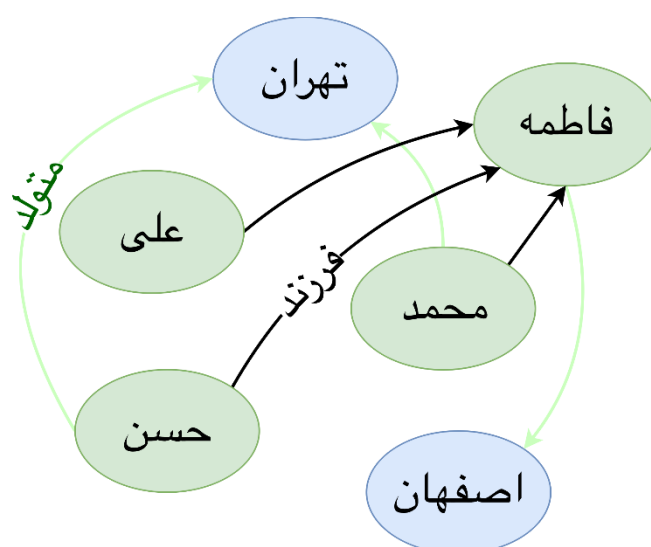 تهران
فاطمه
متولد
علی
فرزند
محمد
حسن
اصفهان